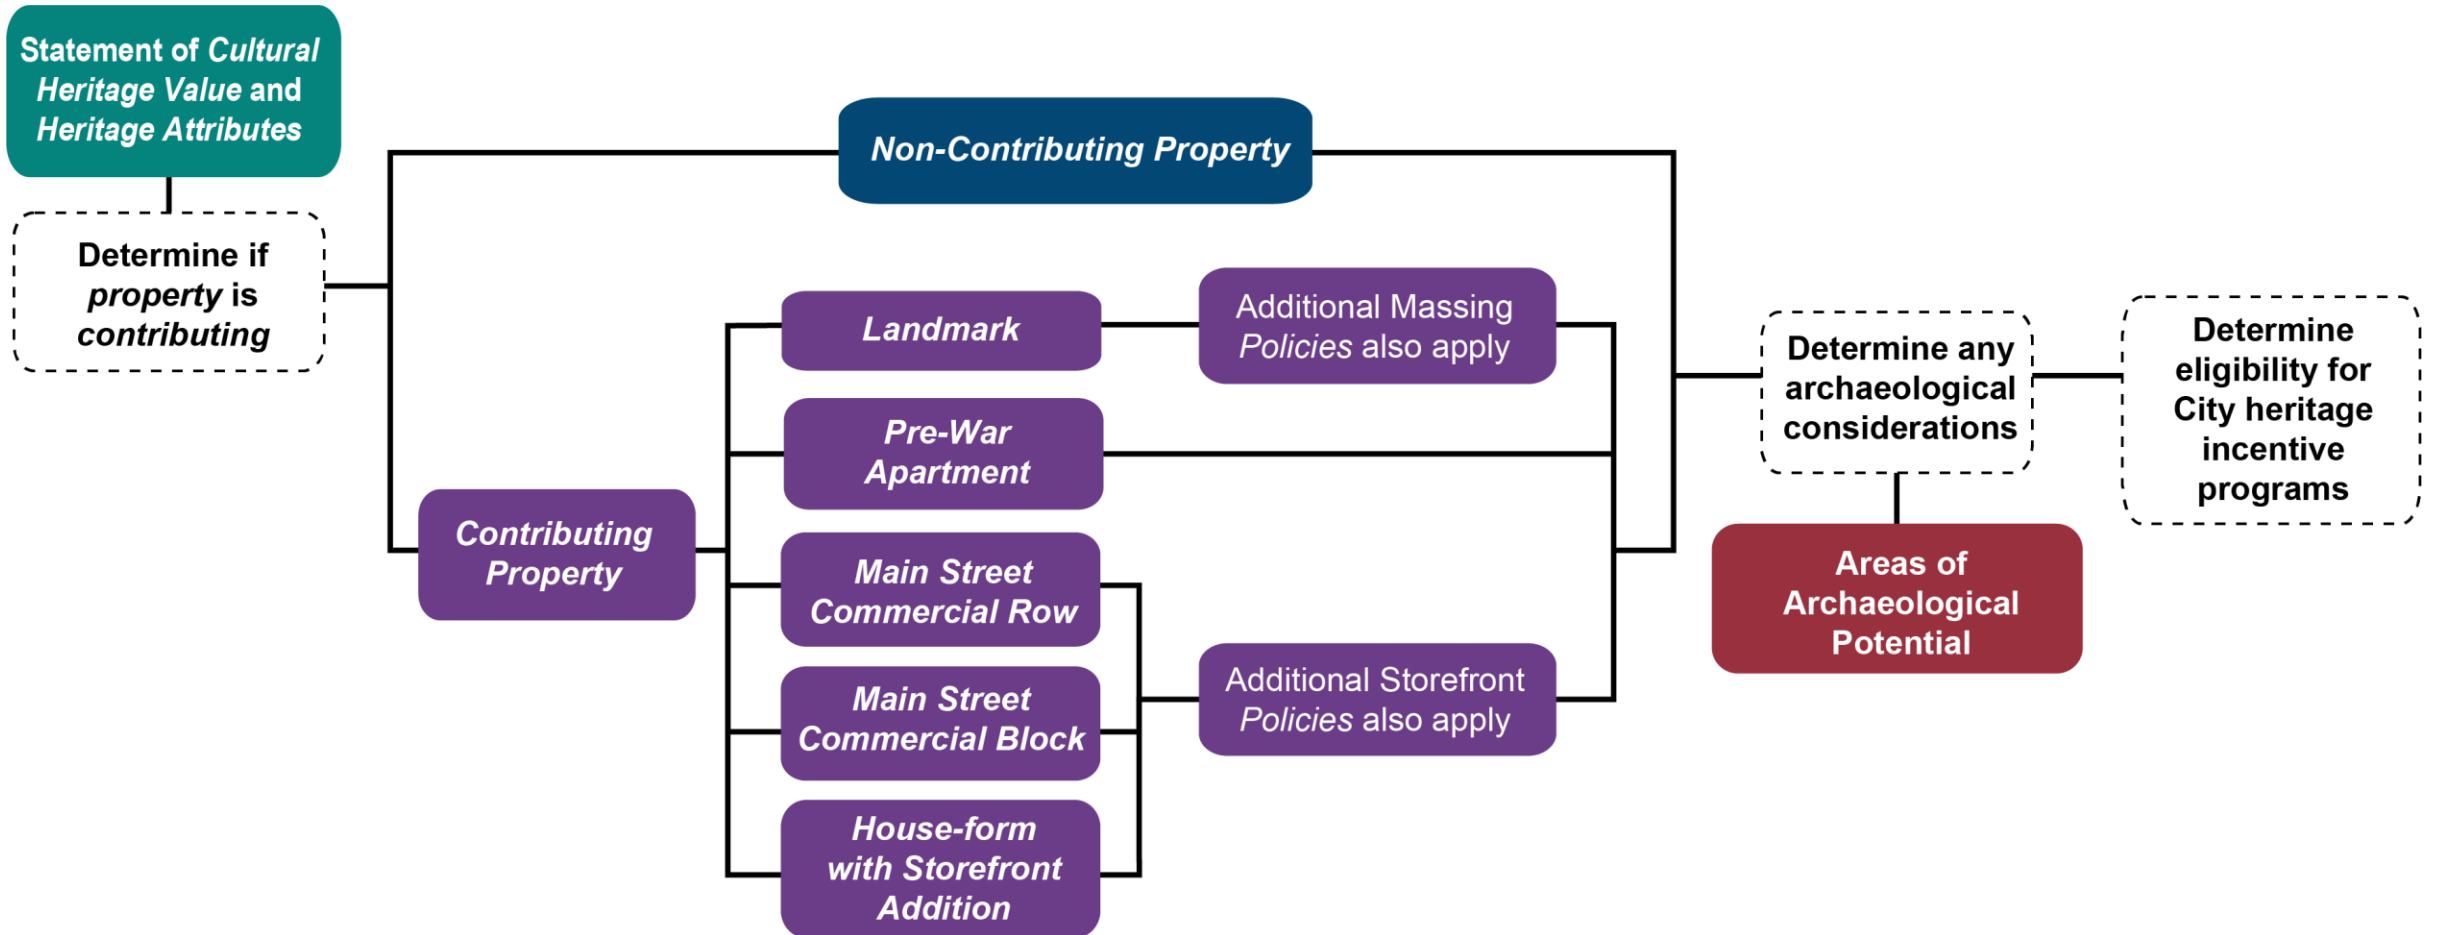 Statement of Cultural
Heritage Value and
Heritage Attributes
Determine if
property is
contributing
Non-Contributing Property
Contributing
Property
Landmark
Pre-War
Apartment
Main Street
Commercial Row
Main Street
Commercial Block
House-form
with Storefront
Addition
Additional Massing
Policies also apply
Additional Storefront
Policies also apply
Determine any
archaeological
considerations
Areas of
Archaeological
Potential
Determine
eligibility for
City heritage
incentive
programs